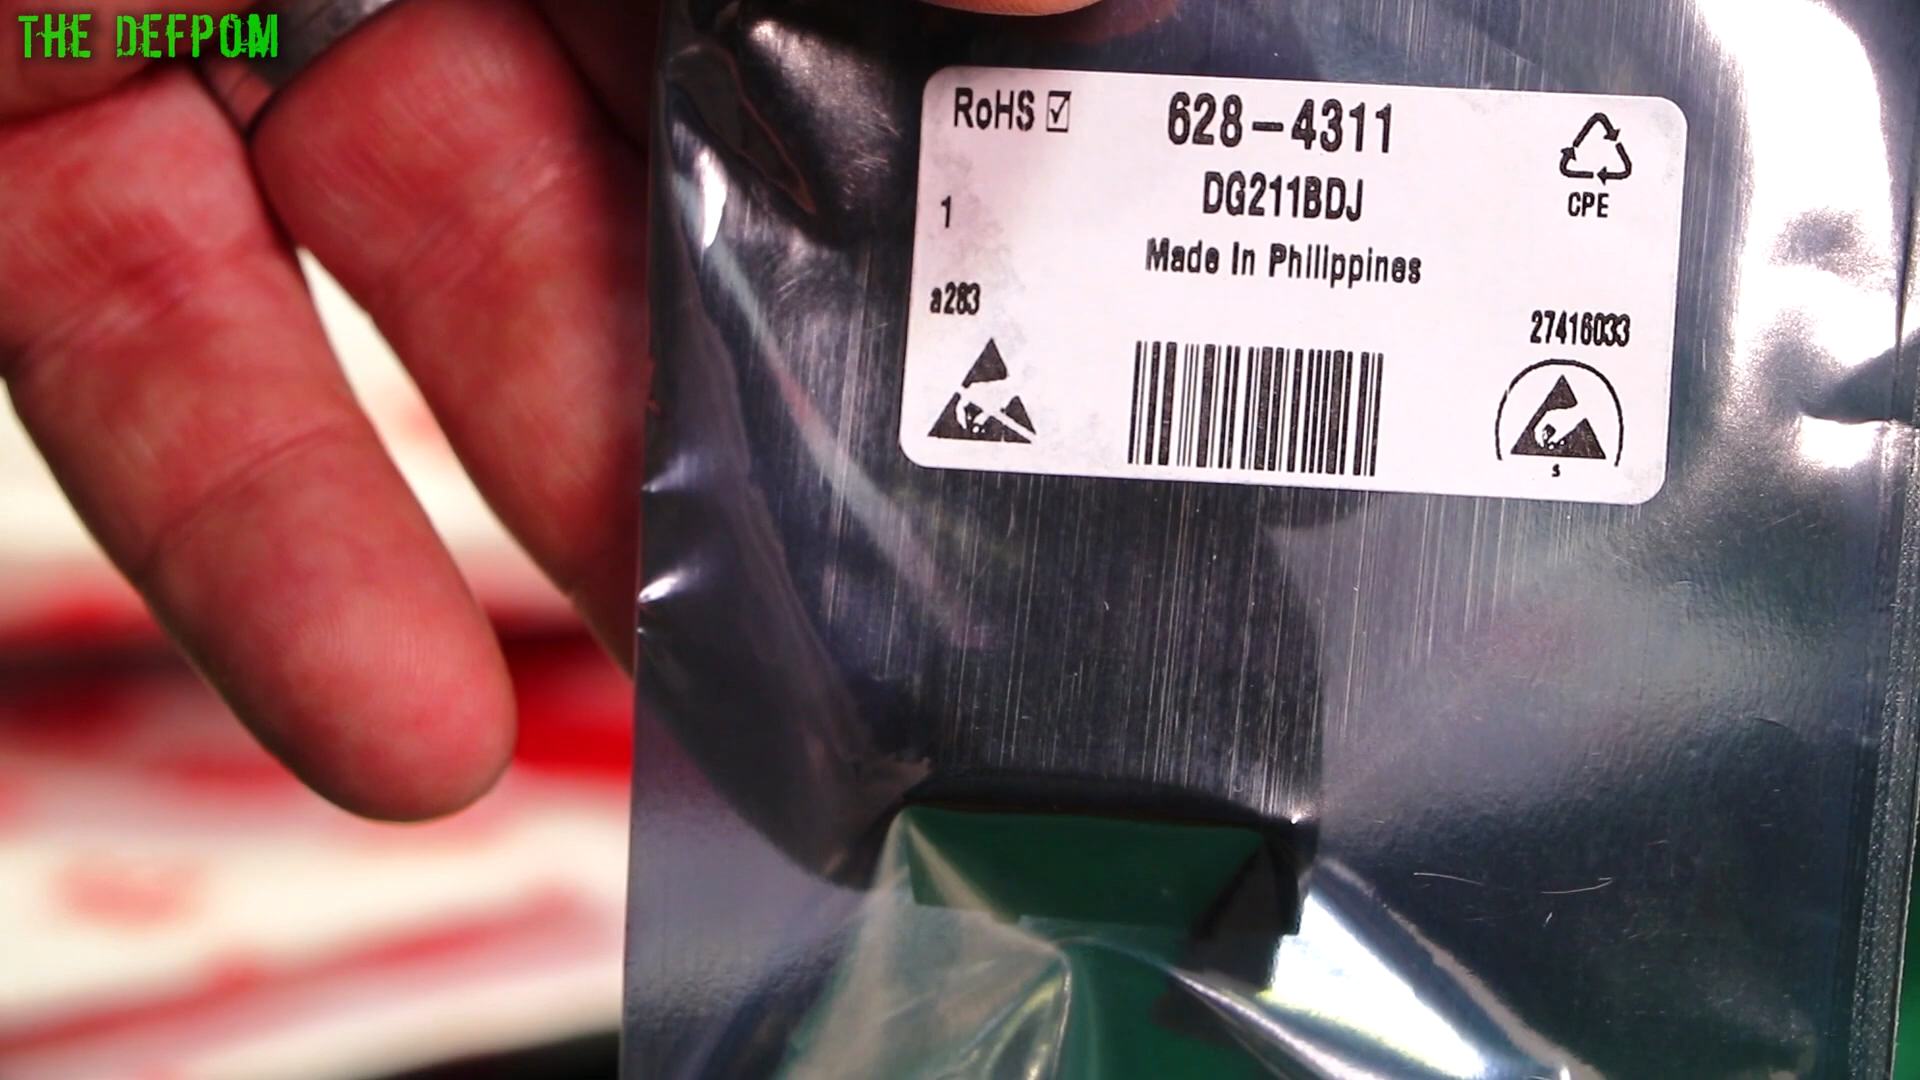 THE DEFPOM
RoHS ☑
628-4311
DG211BDJ
CPE
1
Made In Philippines
a283
27416033
S